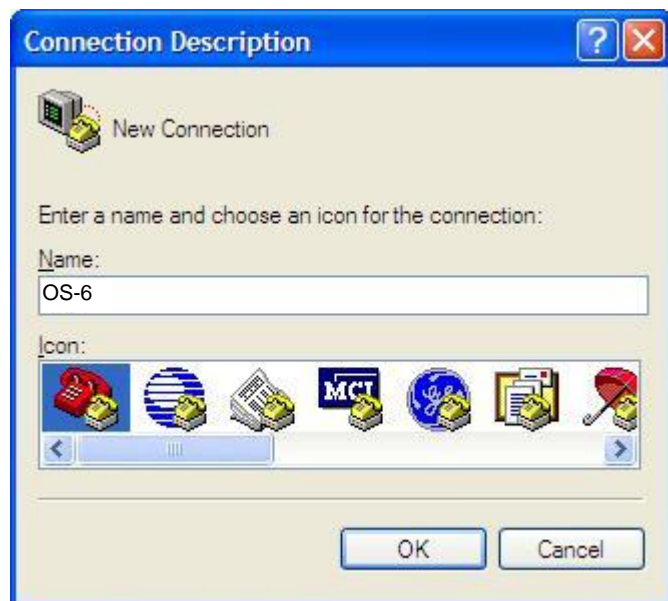 Connection Description
New Connection
Enter a name and choose an icon for the connection:
Name:
OS-6
Icon:
MCI
OK
Cancel